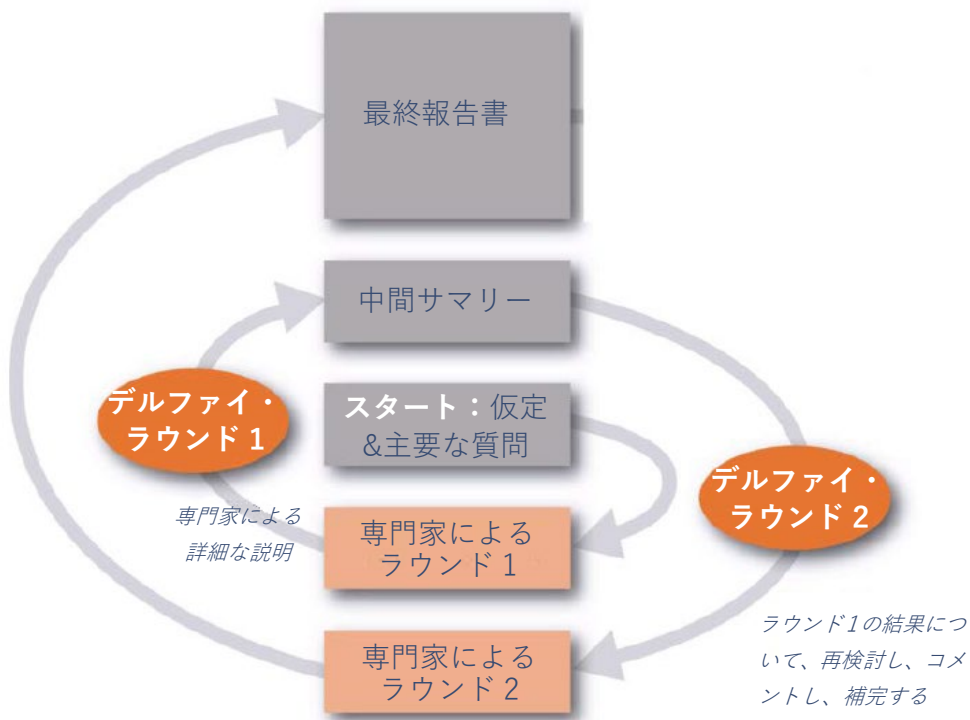 最終報告書
中間サマリー
デルファイ・
ラウンド1
スタート：仮定
&主要な質問
デルファイ・
ラウンド2
専門家による
詳細な説明
専門家による
ラウンド1
専門家による
ラウンド2
ラウンド1の結果につ
いて、再検討し、コメ
ントし、補完する